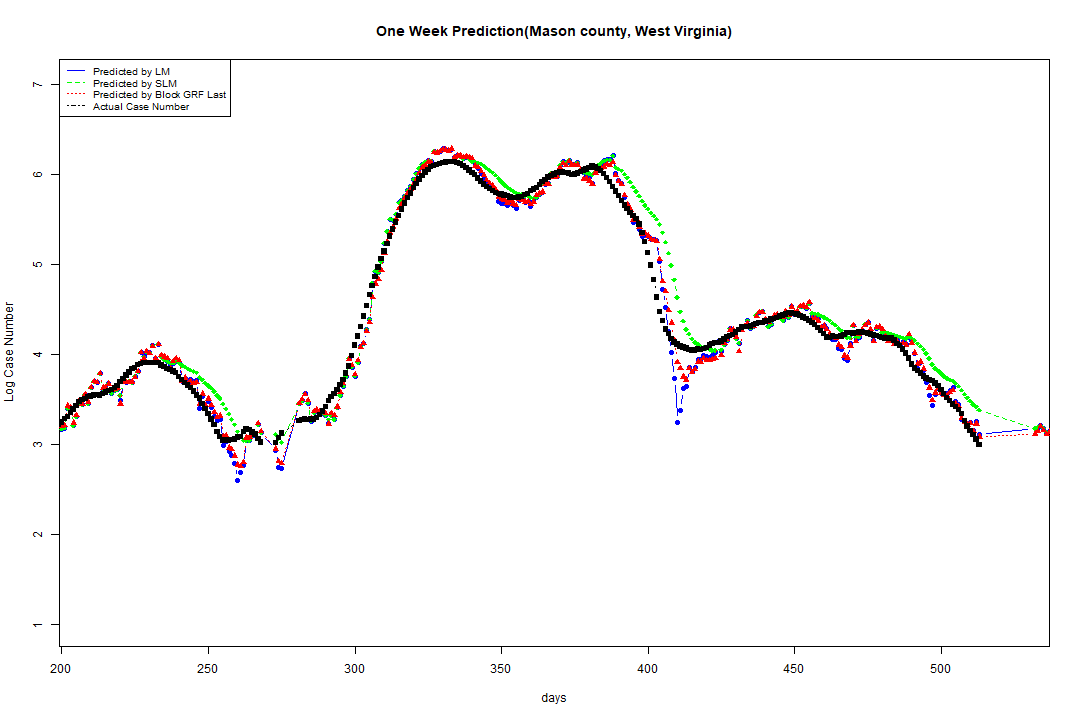 One Week Prediction(Mason county, West Virginia)
Predicted by LM
Predicted by SLM
Predicted by Block GRF Last
Actual Case Number
7
6
5
4
3
2
1
Log Case Number
200 250 300 350 400 450 500
days